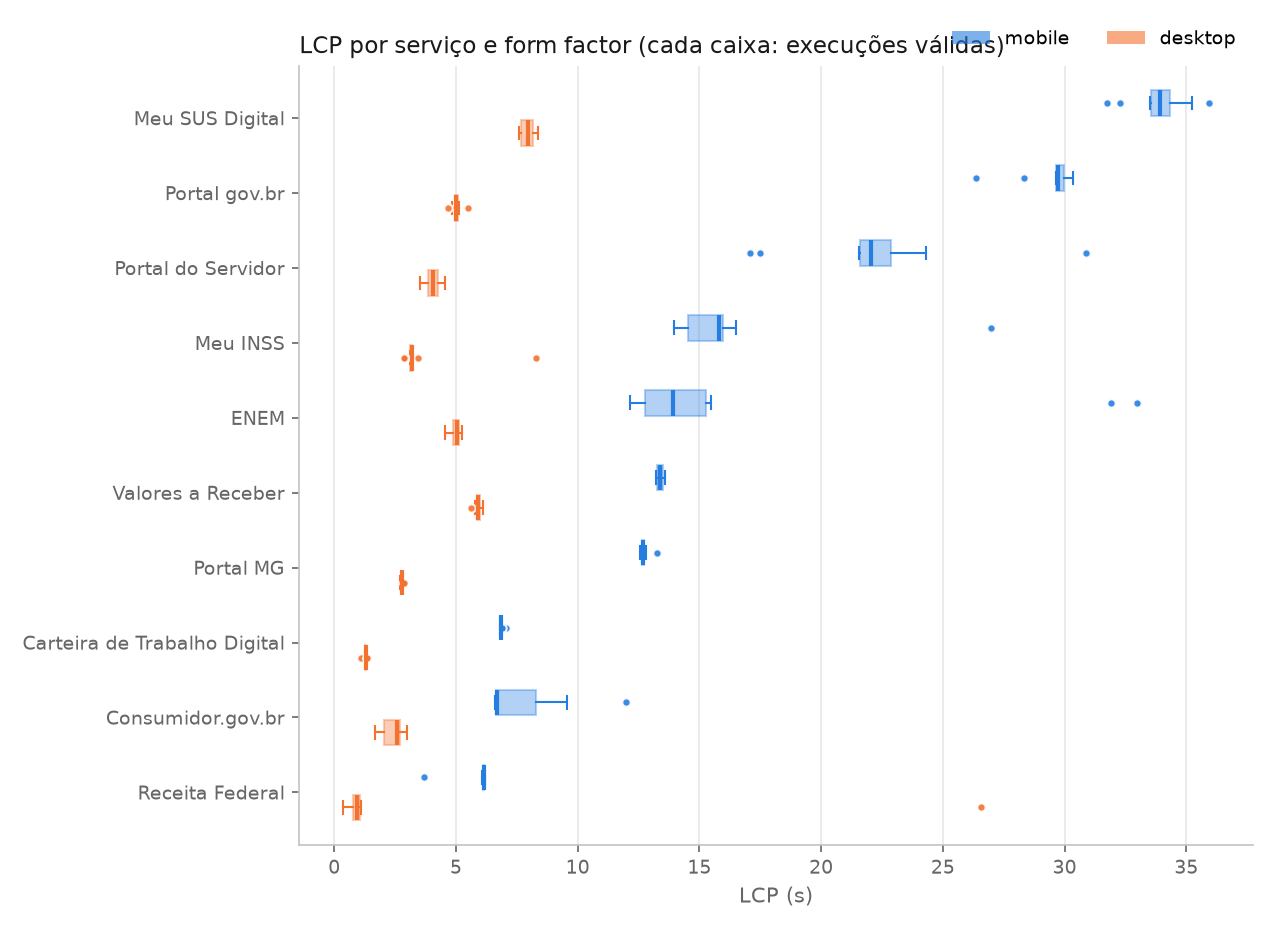 LCP por serviço e form factor (cada caixa: execuções válidas)
mobile
desktop
Meu SUS Digital
Portal gov.br
Portal do Servidor
Meu INSS
ENEM
Valores a Receber
Portal MG
Carteira de Trabalho Digital
Consumidor.gov.br
Receita Federal
0 5 10 15 20 25 30 35
LCP (s)